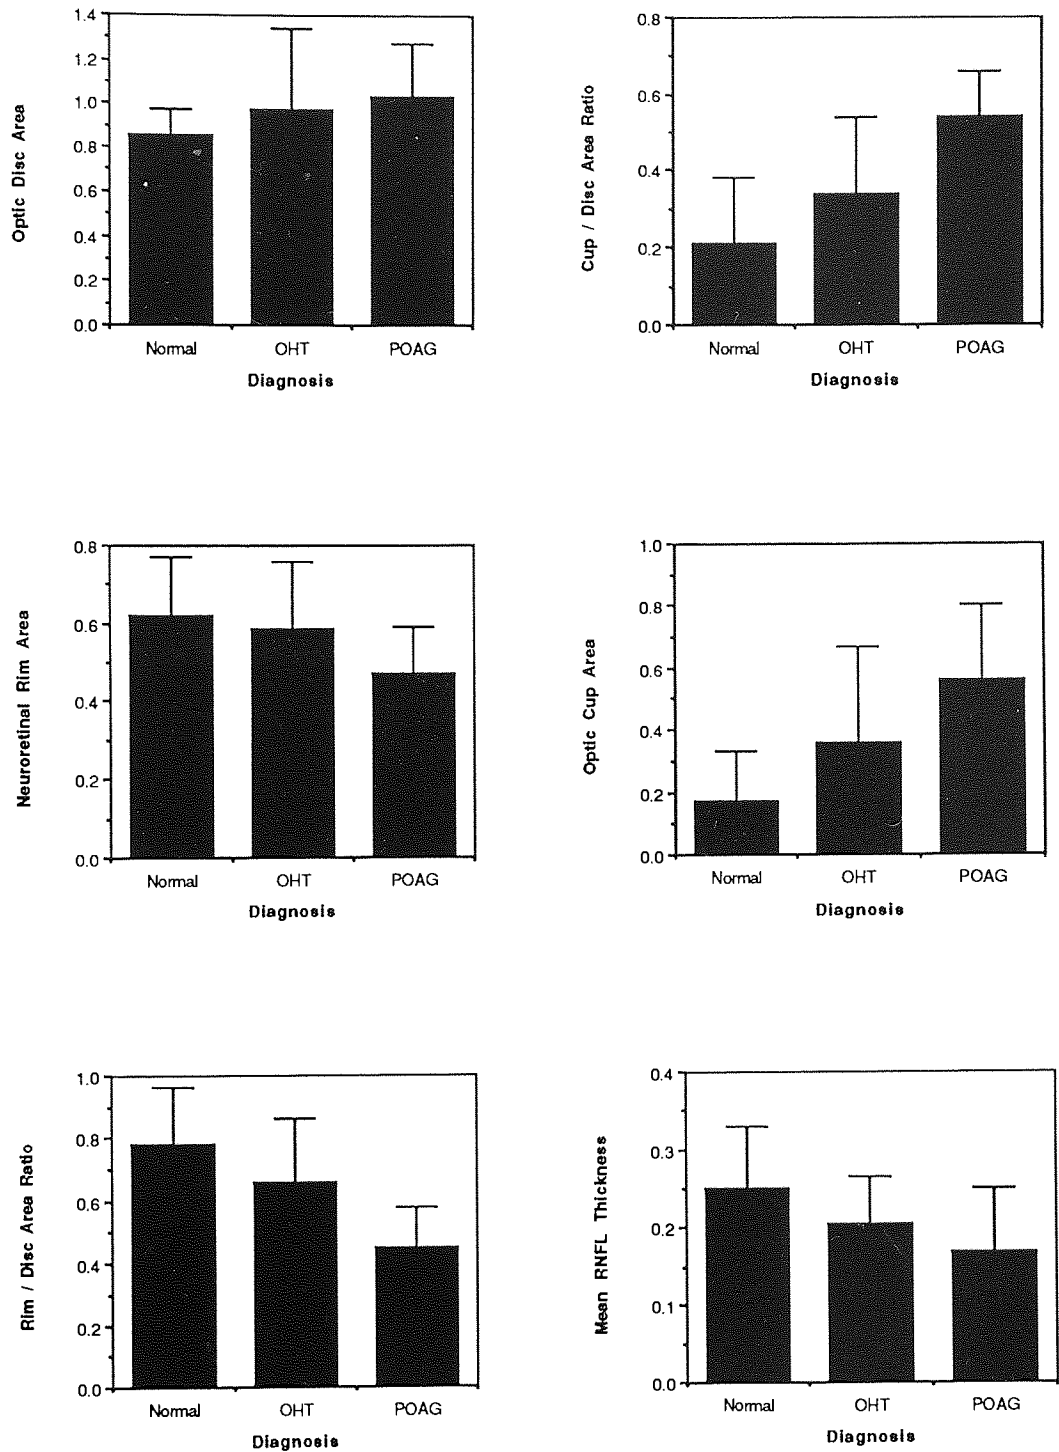 Optic Disc Area
1.4
1.2
1.0
0.8
0.6
0.4
0.2
0.0
Normal OHT POAG
Diagnosis
Cup / Disc Area Ratio
0.8
0.6
0.4
0.2
0.0
Normal OHT POAG
Diagnosis
Neuroretinal Rim Area
0.8
0.6
0.4
0.2
0.0
Normal OHT POAG
Diagnosis
Optic Cup Area
1.0
0.8
0.6
0.4
0.2
0.0
Normal OHT POAG
Diagnosis
Rim / Disc Area Ratio
1.0
0.8
0.6
0.4
0.2
0.0
Normal OHT POAG
Diagnosis
Mean RNFL Thickness
0.4
0.3
0.2
0.1
0.0
Normal OHT POAG
Diagnosis